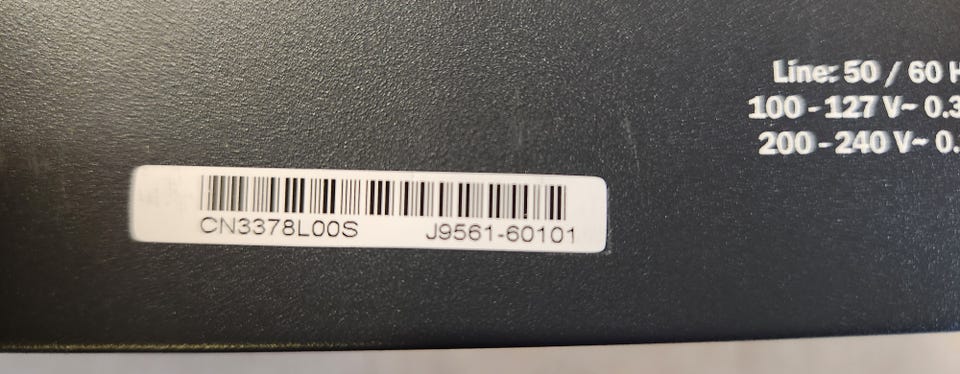 Line: 50 / 60 H
100 - 127 V~ 0.3
200 - 240 V~ 0.
CN3378L00S J9561-60101